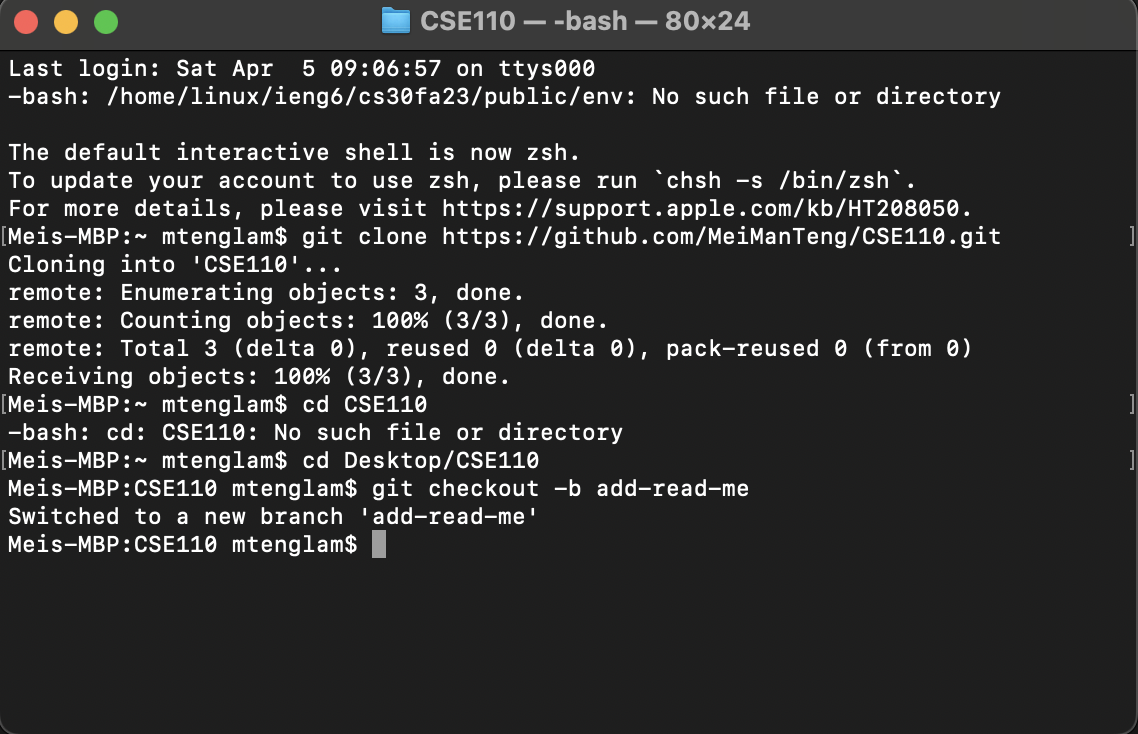 CSE110 — -bash — 80×24
Last login: Sat Apr  5 09:06:57 on ttys000
-bash: /home/linux/ieng6/cs30fa23/public/env: No such file or directory
The default interactive shell is now zsh.
To update your account to use zsh, please run `chsh -s /bin/zsh`.
For more details, please visit https://support.apple.com/kb/HT208050.
[Meis-MBP:~ mtenglam$ git clone https://github.com/MeiManTeng/CSE110.git ]
Cloning into 'CSE110'...
remote: Enumerating objects: 3, done.
remote: Counting objects: 100% (3/3), done.
remote: Total 3 (delta 0), reused 0 (delta 0), pack-reused 0 (from 0)
Receiving objects: 100% (3/3), done.
[Meis-MBP:~ mtenglam$ cd CSE110 ]
-bash: cd: CSE110: No such file or directory
[Meis-MBP:~ mtenglam$ cd Desktop/CSE110 ]
Meis-MBP:CSE110 mtenglam$ git checkout -b add-read-me
Switched to a new branch 'add-read-me'
Meis-MBP:CSE110 mtenglam$